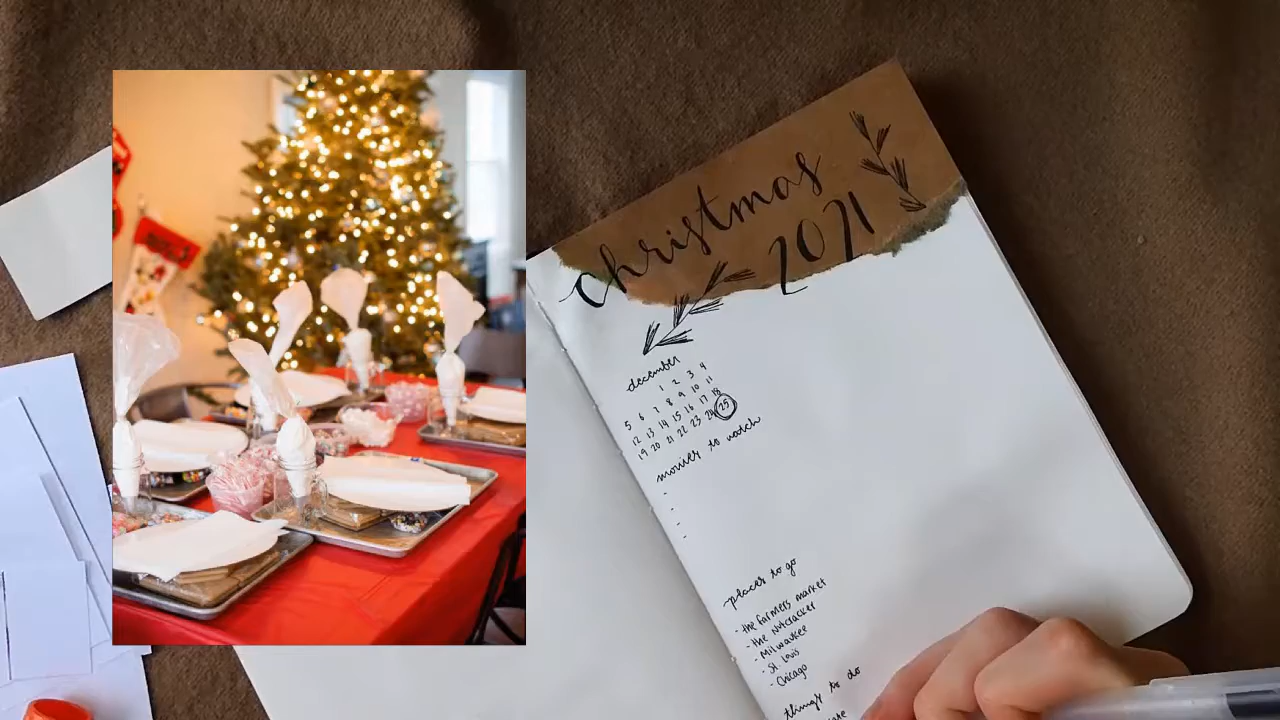 christmas
2021
december
1 2 3 4
5 6 7 8 9 10 11
12 13 14 15 16 17 18
19 20 21 22 23 24 25
movies to watch
-
-
-
-
places to go
- the farmers market
- the Nutcracker
- Milwaukee
- St Louis
- Chicago
things to do